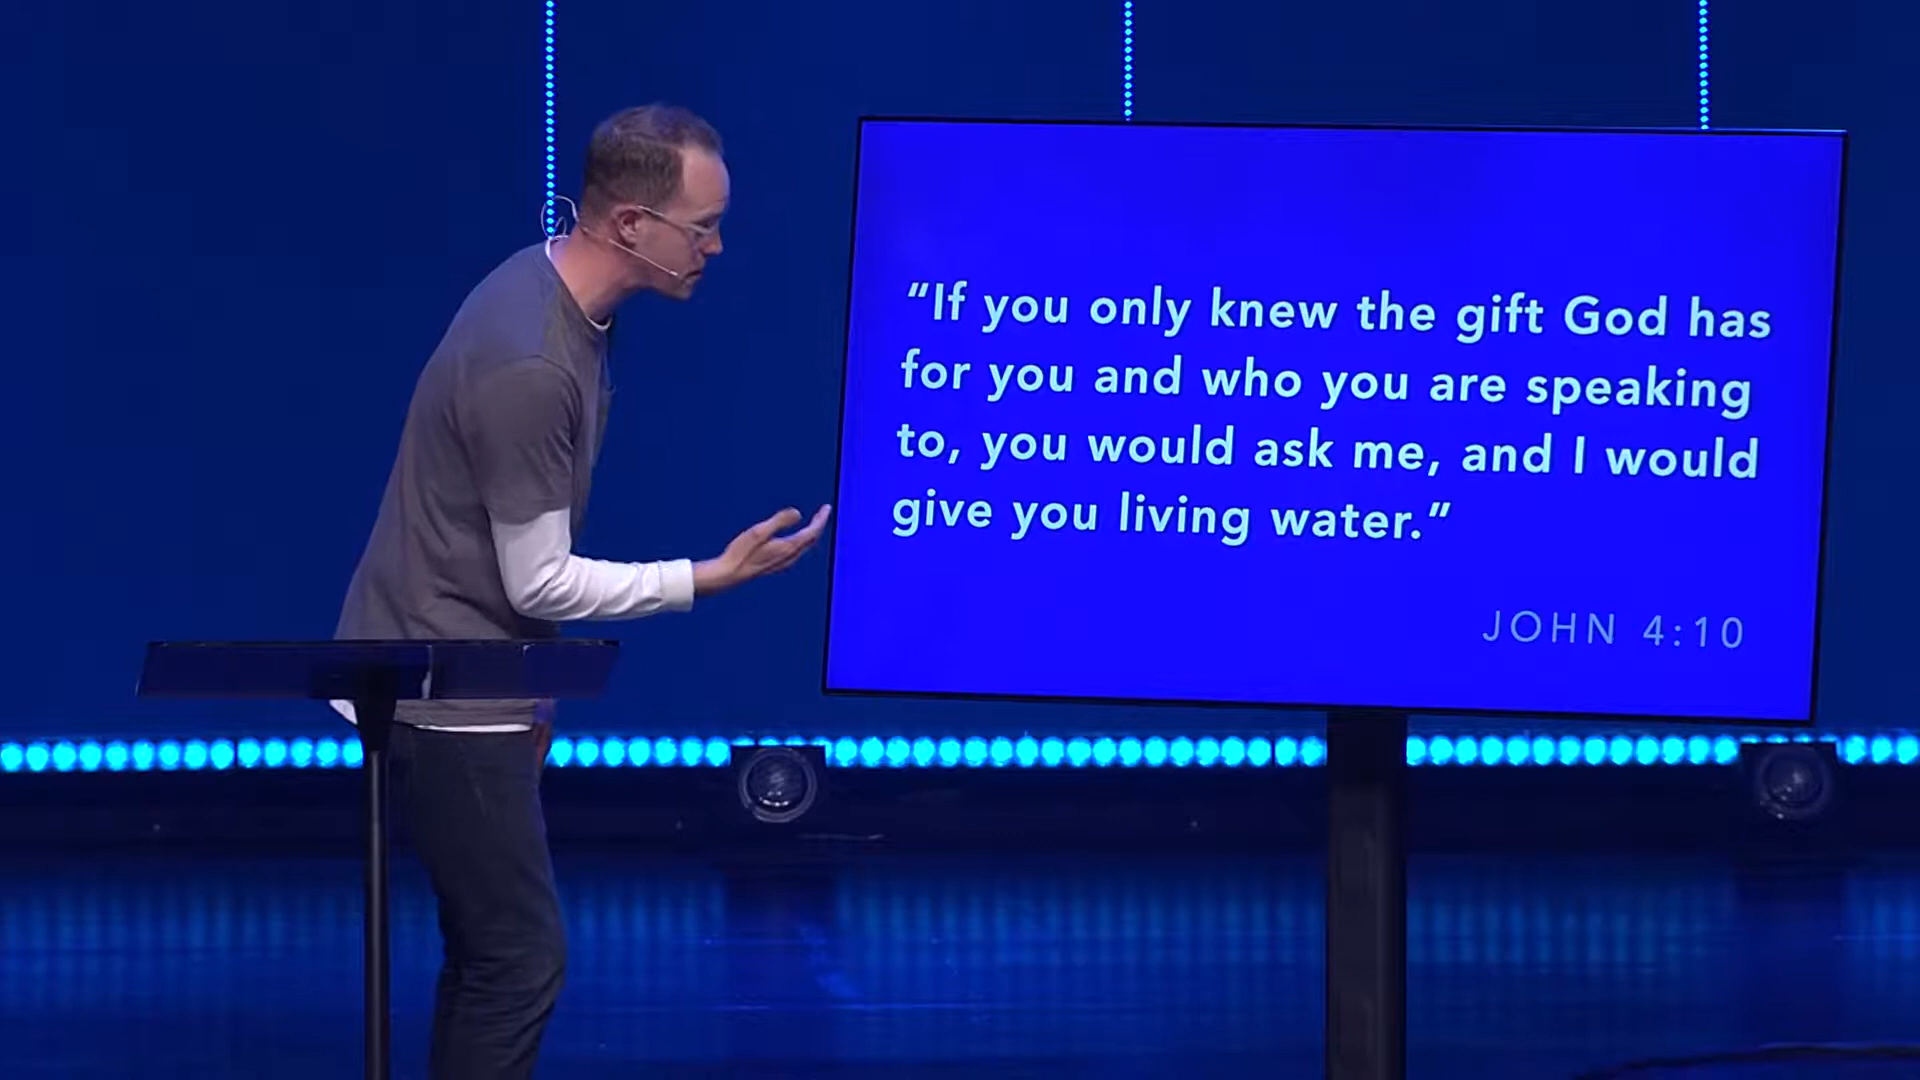 “If you only knew the gift God has
for you and who you are speaking
to, you would ask me, and I would
give you living water.”
JOHN 4:10